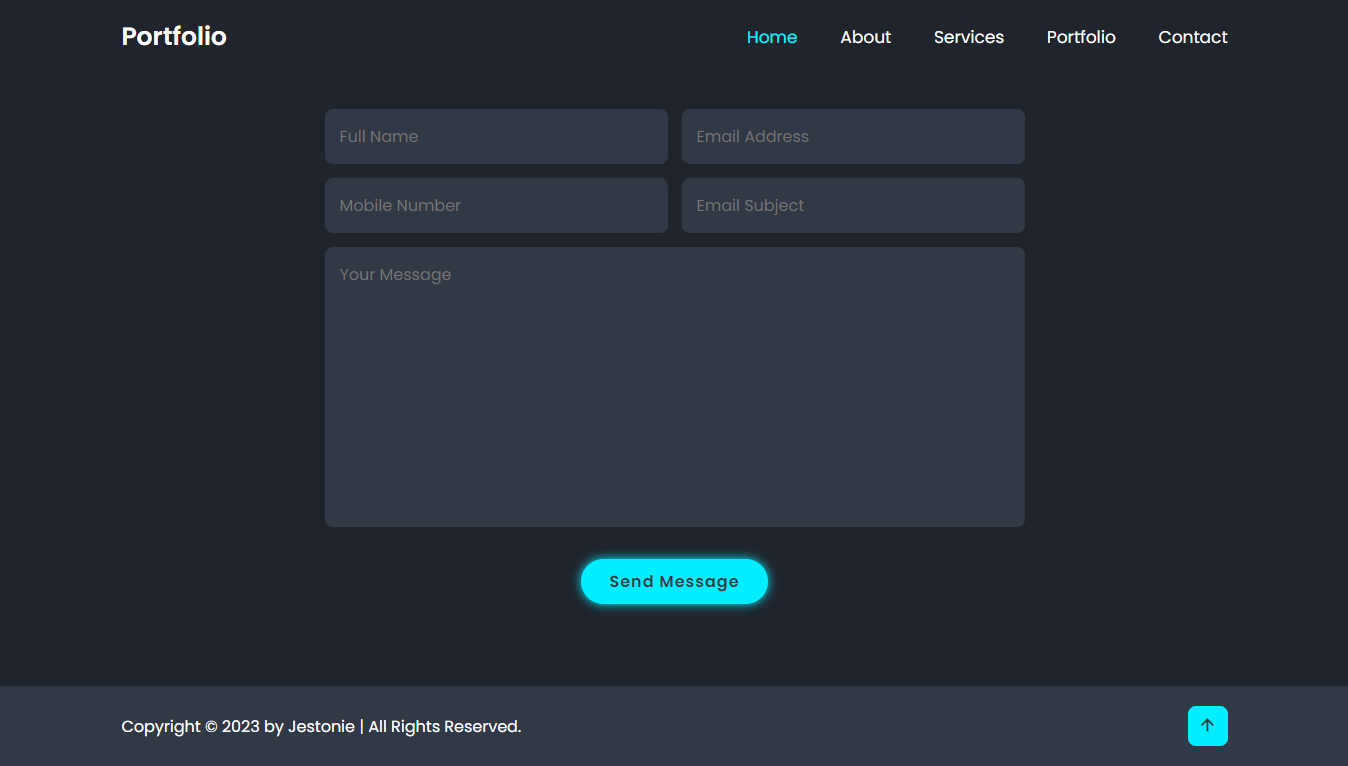 Portfolio
Home About Services Portfolio Contact
Full Name
Email Address
Mobile Number
Email Subject
Your Message
Send Message
Copyright © 2023 by Jestonie | All Rights Reserved.